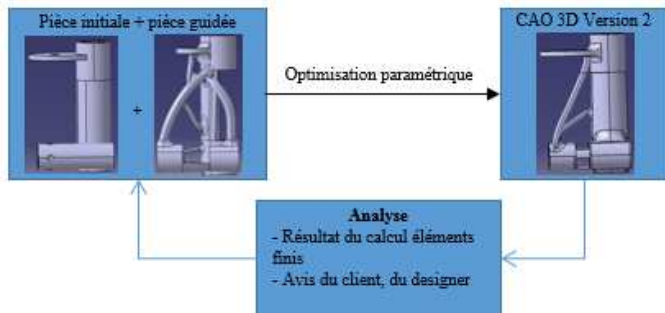 Pièce initiale + pièce guidée
+
Optimisation paramétrique
CAO 3D Version 2
Analyse
- Résultat du calcul éléments
finis
- Avis du client, du designer